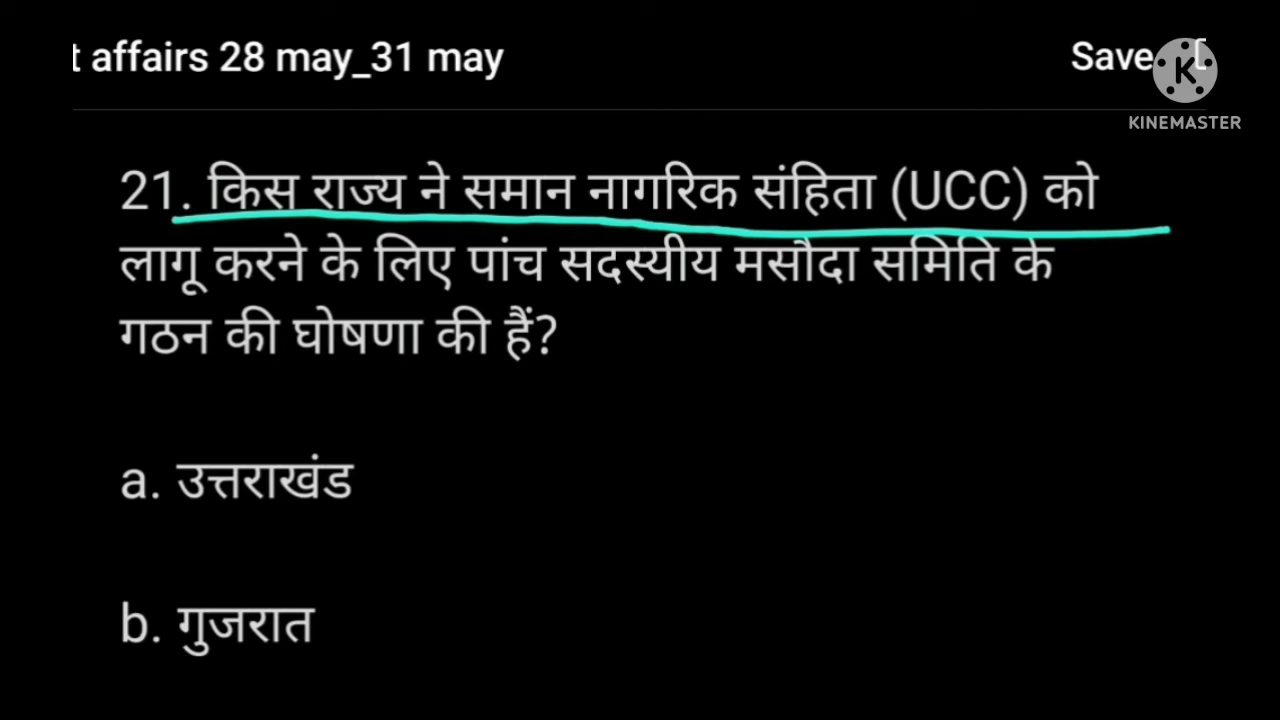 t affairs 28 may_31 may
Save
KINEMASTER
21. किस राज्य ने समान नागरिक संहिता (UCC) को
लागू करने के लिए पांच सदस्यीय मसौदा समिति के
गठन की घोषणा की हैं?
a. उत्तराखंड
b. गुजरात